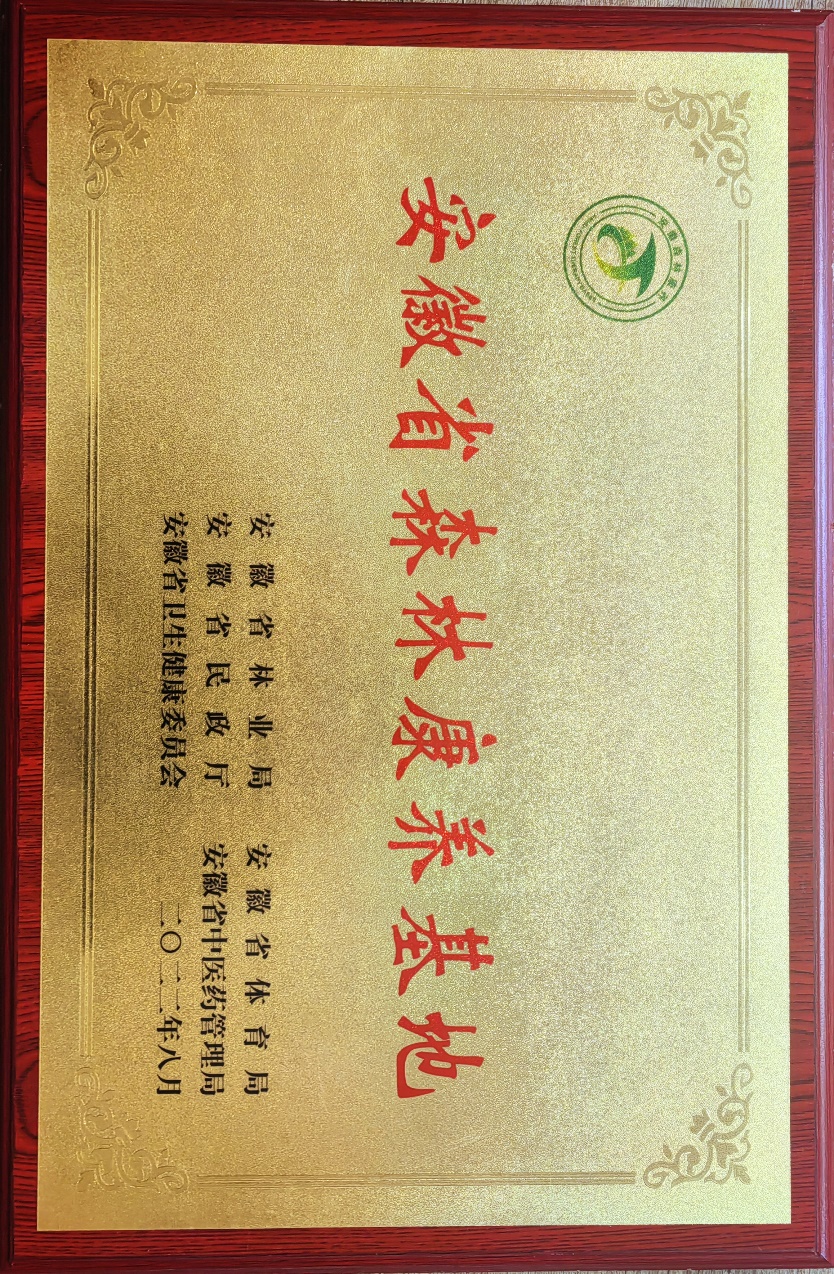 安徽森林康养
安徽省森林康养基地
安徽省林业局 安徽省体育局
安徽省民政厅 安徽省中医药管理局
安徽省卫生健康委员会 二〇二二年八月